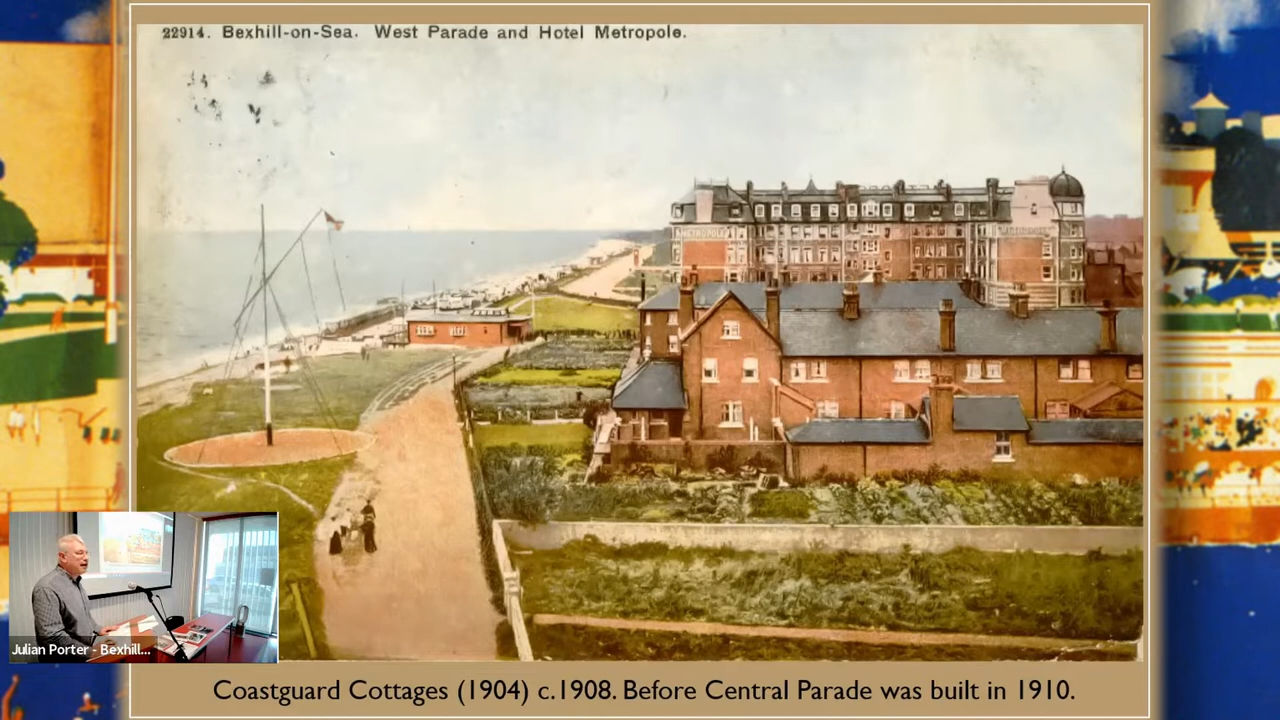 22914. Bexhill-on-Sea. West Parade and Hotel Metropole.
METROPOLE
METROPOLE
Julian Porter - Bexhill...
Coastguard Cottages (1904) c.1908. Before Central Parade was built in 1910.